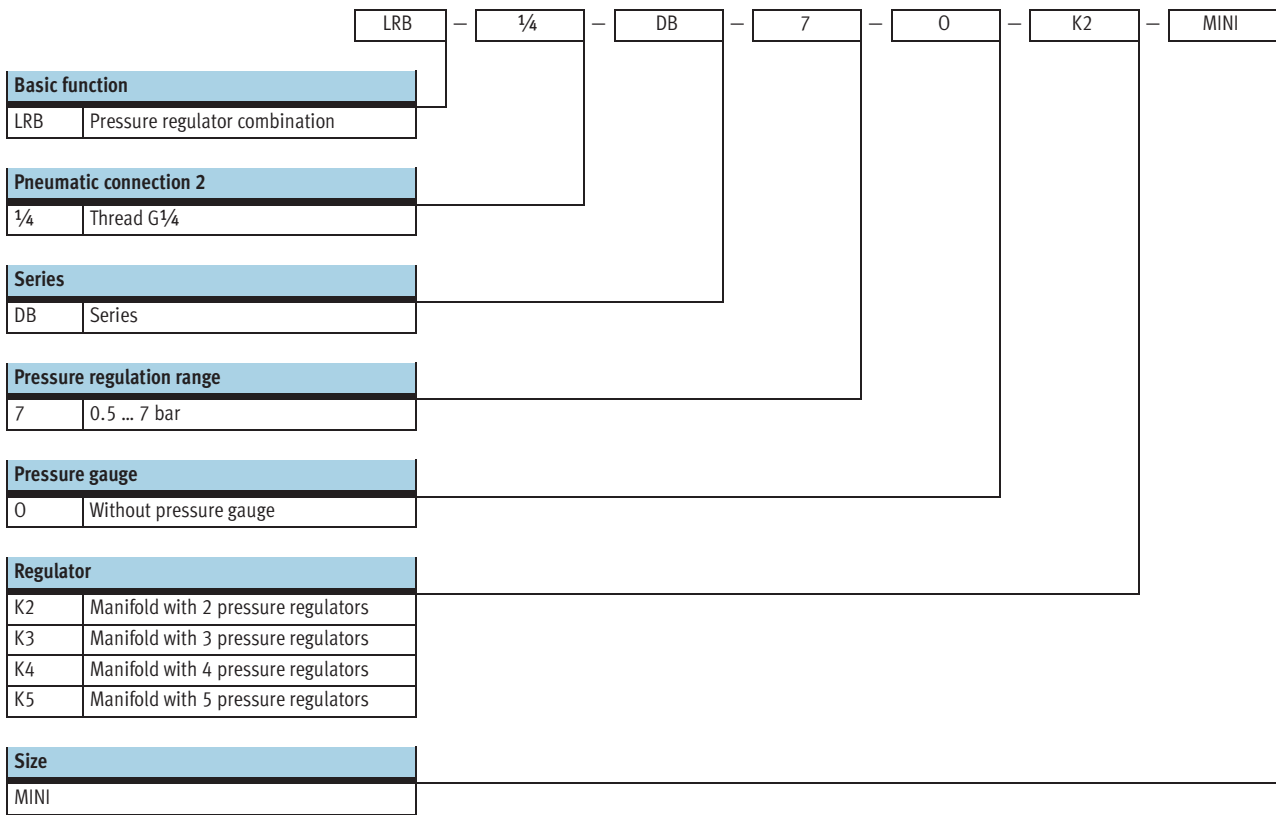 LRB – ¼ – DB – 7 – O – K2 – MINI
Basic function
LRB Pressure regulator combination
Pneumatic connection 2
¼ Thread G¼
Series
DB Series
Pressure regulation range
7 0.5 … 7 bar
Pressure gauge
O Without pressure gauge
Regulator
K2 Manifold with 2 pressure regulators
K3 Manifold with 3 pressure regulators
K4 Manifold with 4 pressure regulators
K5 Manifold with 5 pressure regulators
Size
MINI